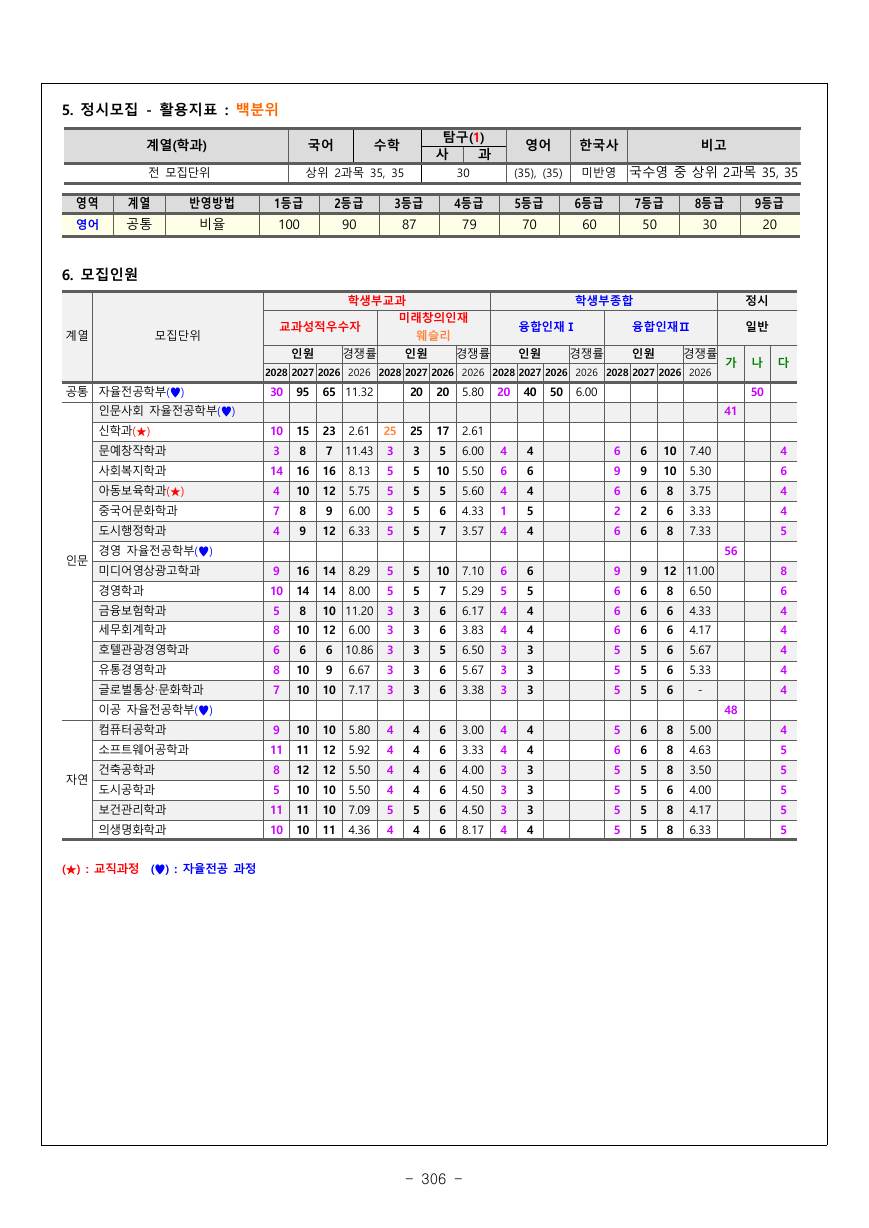 5. 정시모집 - 활용지표 : 백분위
계열(학과) 국어 수학 탐구(1) 영어 한국사 비고
사 과
전 모집단위 상위 2과목 35, 35 30 (35), (35) 미반영 국수영 중 상위 2과목 35, 35
영역 계열 반영방법 1등급 2등급 3등급 4등급 5등급 6등급 7등급 8등급 9등급
영어 공통 비율 100 90 87 79 70 60 50 30 20
6. 모집인원
계열 모집단위 학생부교과 학생부종합 정시
교과성적우수자 미래창의인재 웨슬리 융합인재Ⅰ 융합인재Ⅱ 일반
인원 경쟁률 인원 경쟁률 인원 경쟁률 인원 경쟁률 가 나 다
2028 2027 2026 2026 2028 2027 2026 2026 2028 2027 2026 2026 2028 2027 2026 2026
공통 자율전공학부(♥) 30 95 65 11.32 20 20 5.80 20 40 50 6.00 50
인문 인문사회 자율전공학부(♥) 41
신학과(★) 10 15 23 2.61 25 25 17 2.61
문예창작학과 3 8 7 11.43 3 3 5 6.00 4 4 6 6 10 7.40 4
사회복지학과 14 16 16 8.13 5 5 10 5.50 6 6 9 9 10 5.30 6
아동보육학과(★) 4 10 12 5.75 5 5 5 5.60 4 4 6 6 8 3.75 4
중국어문화학과 7 8 9 6.00 3 5 6 4.33 1 5 2 2 6 3.33 4
도시행정학과 4 9 12 6.33 5 5 7 3.57 4 4 6 6 8 7.33 5
경영 자율전공학부(♥) 56
미디어영상광고학과 9 16 14 8.29 5 5 10 7.10 6 6 9 9 12 11.00 8
경영학과 10 14 14 8.00 5 5 7 5.29 5 5 6 6 8 6.50 6
금융보험학과 5 8 10 11.20 3 3 6 6.17 4 4 6 6 6 4.33 4
세무회계학과 8 10 12 6.00 3 3 6 3.83 4 4 6 6 6 4.17 4
호텔관광경영학과 6 6 6 10.86 3 3 5 6.50 3 3 5 5 6 5.67 4
유통경영학과 8 10 9 6.67 3 3 6 5.67 3 3 5 5 6 5.33 4
글로벌통상·문화학과 7 10 10 7.17 3 3 6 3.38 3 3 5 5 6 - 4
이공 자율전공학부(♥) 48
자연 컴퓨터공학과 9 10 10 5.80 4 4 6 3.00 4 4 5 6 8 5.00 4
소프트웨어공학과 11 11 12 5.92 4 4 6 3.33 4 4 6 6 8 4.63 5
건축공학과 8 12 12 5.50 4 4 6 4.00 3 3 5 5 8 3.50 5
도시공학과 5 10 10 5.50 4 4 6 4.50 3 3 5 5 6 4.00 5
보건관리학과 11 11 10 7.09 5 5 6 4.50 3 3 5 5 8 4.17 5
의생명화학과 10 10 11 4.36 4 4 6 8.17 4 4 5 5 8 6.33 5
(★) : 교직과정 (♥) : 자율전공 과정
- 306 -